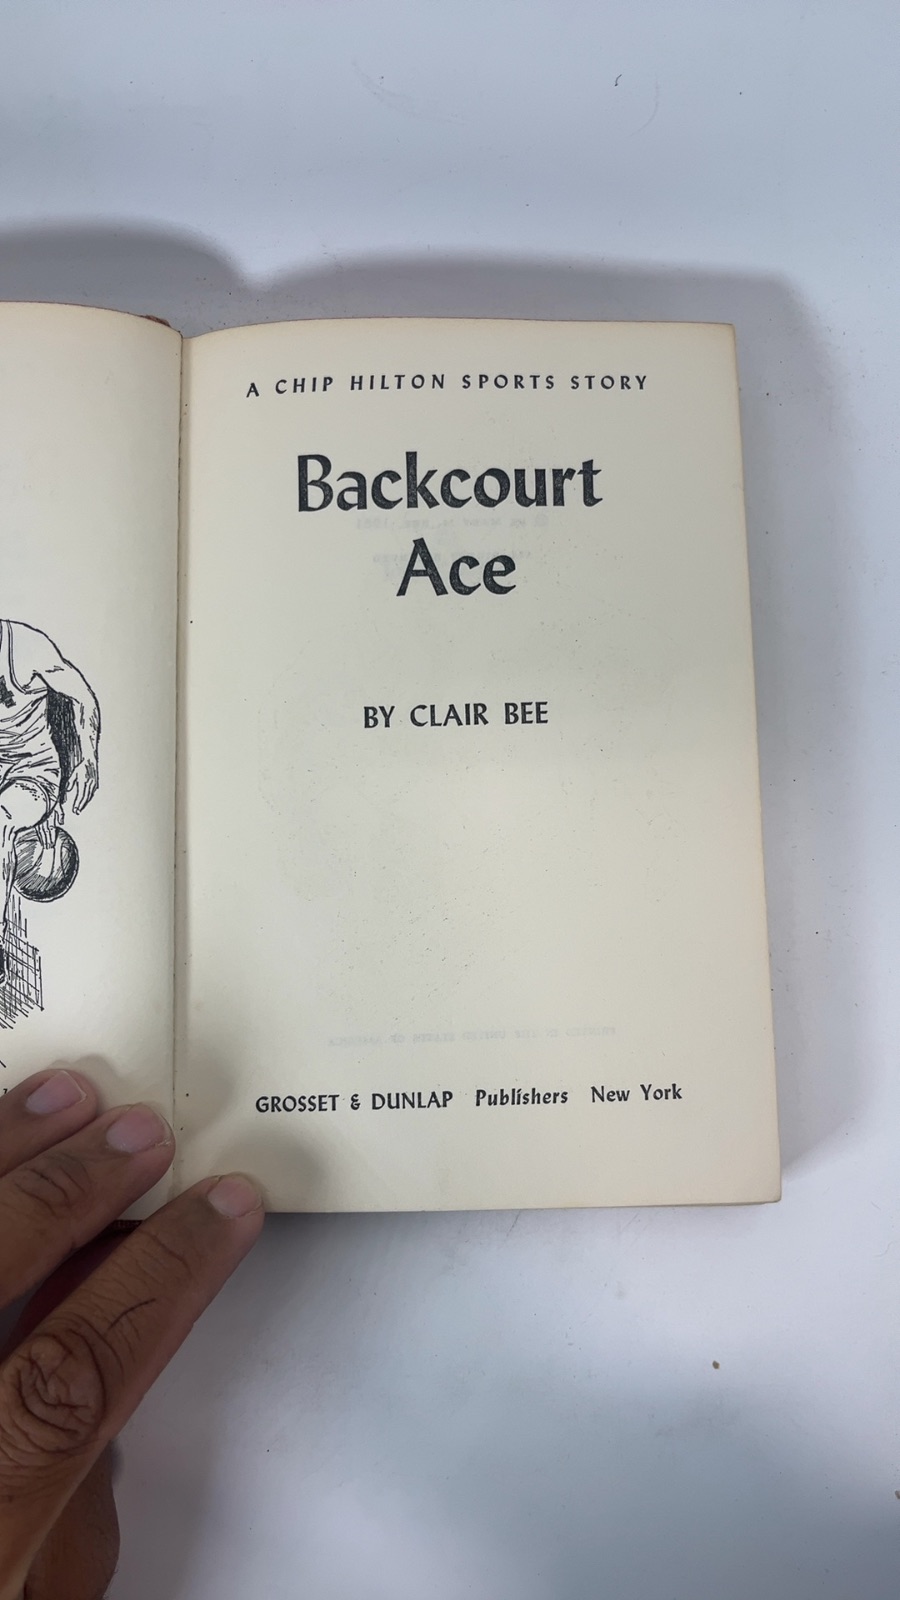 A CHIP HILTON SPORTS STORY
Backcourt
Ace
BY CLAIR BEE
GROSSET & DUNLAP Publishers New York